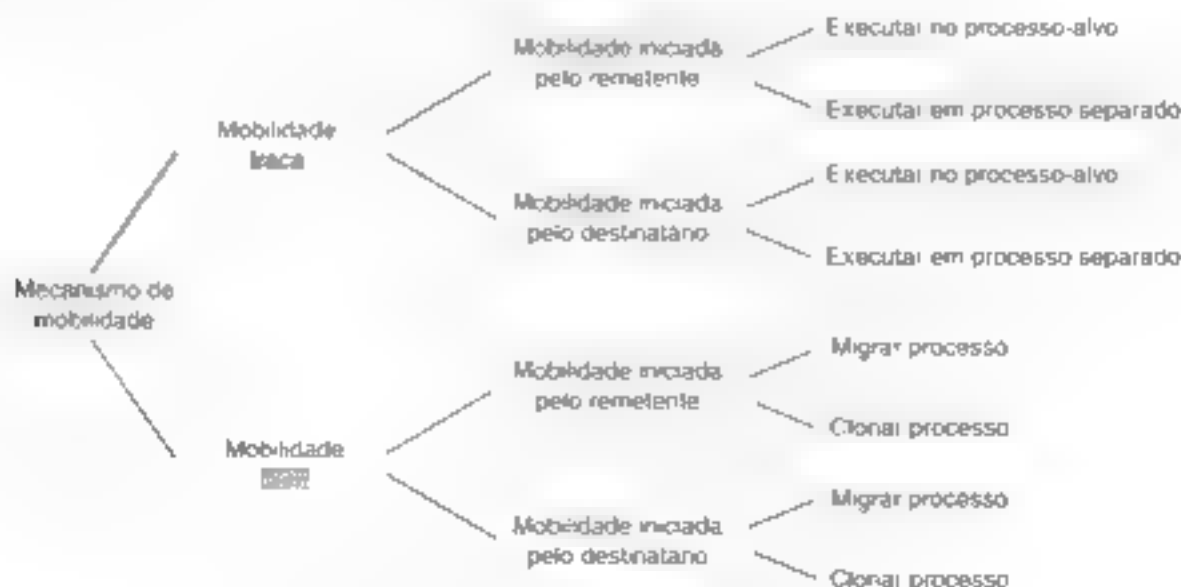 Mecanismo de
mobilidade
Mobilidade
fraca
Mobilidade iniciada
pelo remetente
Executar no processo-alvo
Executar em processo separado
Mobilidade iniciada
pelo destinatário
Executar no processo-alvo
Executar em processo separado
Mobilidade
Mobilidade iniciada
pelo remetente
Migrar processo
Clonar processo
Mobilidade iniciada
pelo destinatário
Migrar processo
Clonar processo